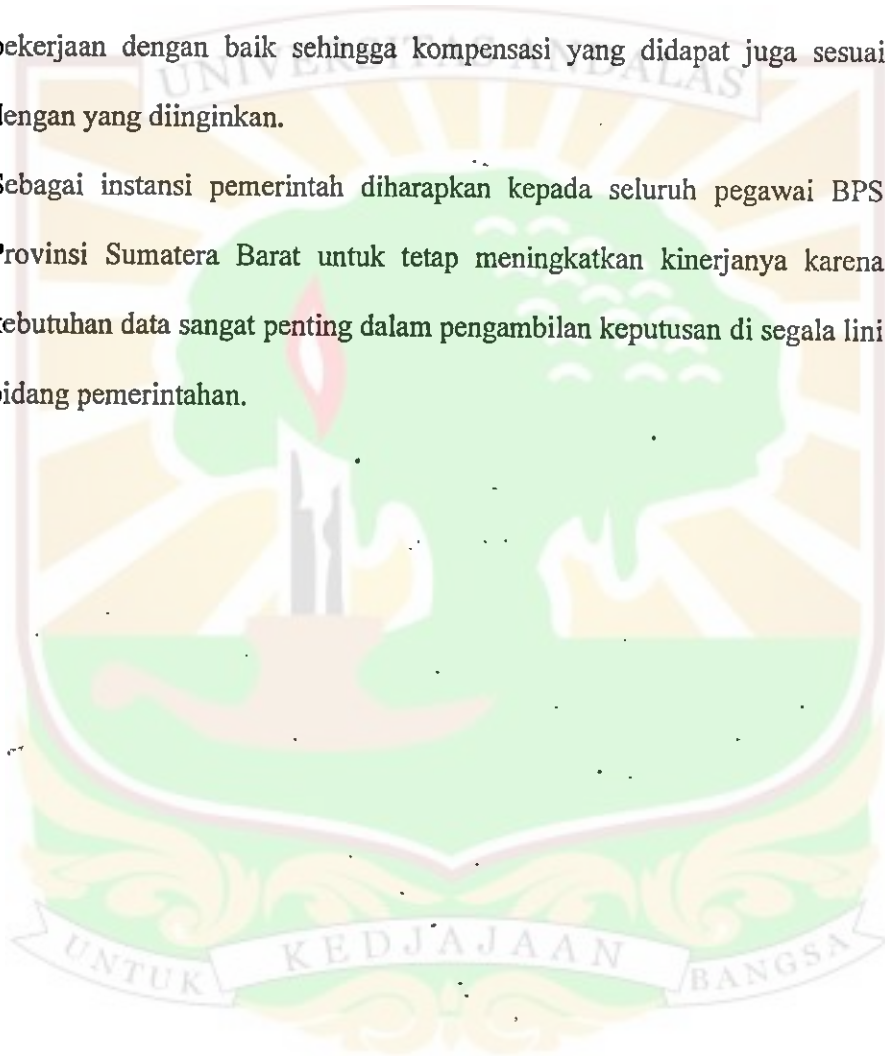 pekerjaan dengan baik sehingga kompensasi yang didapat juga sesuai
UNIVERSITAS ANDALAS
dengan yang diinginkan.
Sebagai instansi pemerintah diharapkan kepada seluruh pegawai BPS
Provinsi Sumatera Barat untuk tetap meningkatkan kinerjanya karena
kebutuhan data sangat penting dalam pengambilan keputusan di segala lini
bidang pemerintahan.
UNTUK KEDJAJAAN BANGSA